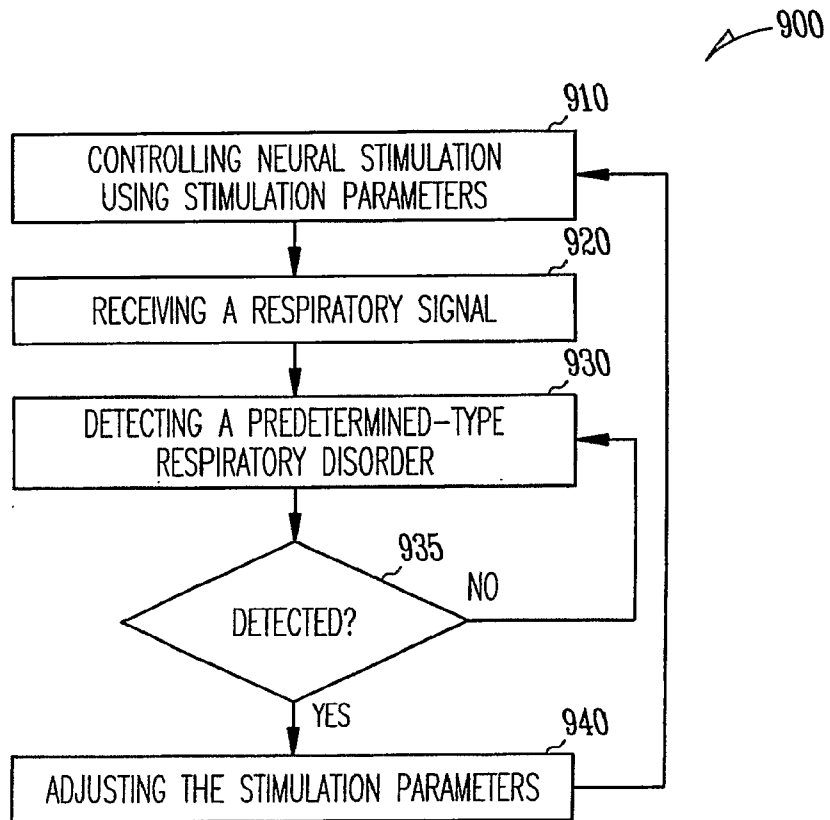 900
910
CONTROLLING NEURAL STIMULATION
USING STIMULATION PARAMETERS
920
RECEIVING A RESPIRATORY SIGNAL
930
DETECTING A PREDETERMINED-TYPE
RESPIRATORY DISORDER
935
DETECTED?
NO
YES
940
ADJUSTING THE STIMULATION PARAMETERS